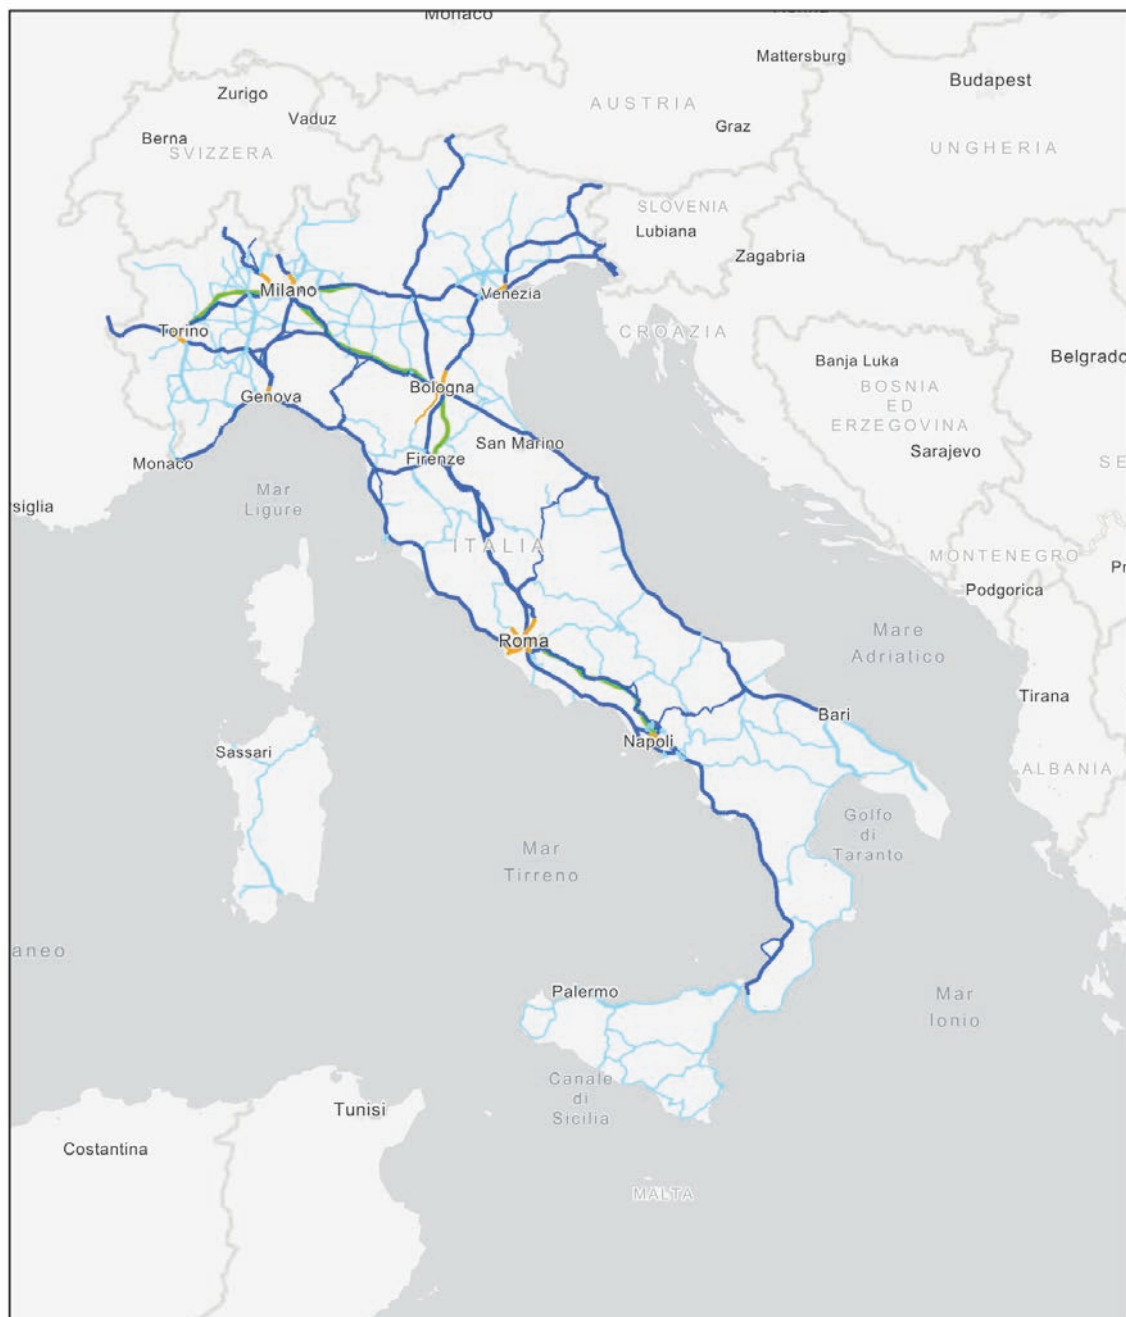 Monaco
Mattersburg
Budapest
Zurigo
Vaduz
AUSTRIA
Graz
Berna
SVIZZERA
UNGHERIA
SLOVENIA
Lubiana
Zagabria
Milano
Venezia
Torino
CROAZIA
Banja Luka
Belgrado
Bologna
BOSNIA
ED
ERZEGOVINA
Genova
San Marino
Sarajevo
Monaco
Firenze
SE
Mar
Ligure
siglia
ITALIA
MONTENEGRO
Podgorica
Pr
Roma
Mare
Adriatico
Tirana
Bari
Napoli
Sassari
ALBANIA
Golfo
di
Taranto
Mar
Tirreno
aneo
Palermo
Mar
Ionio
Canale
di
Sicilia
Tunisi
Costantina
MALTA